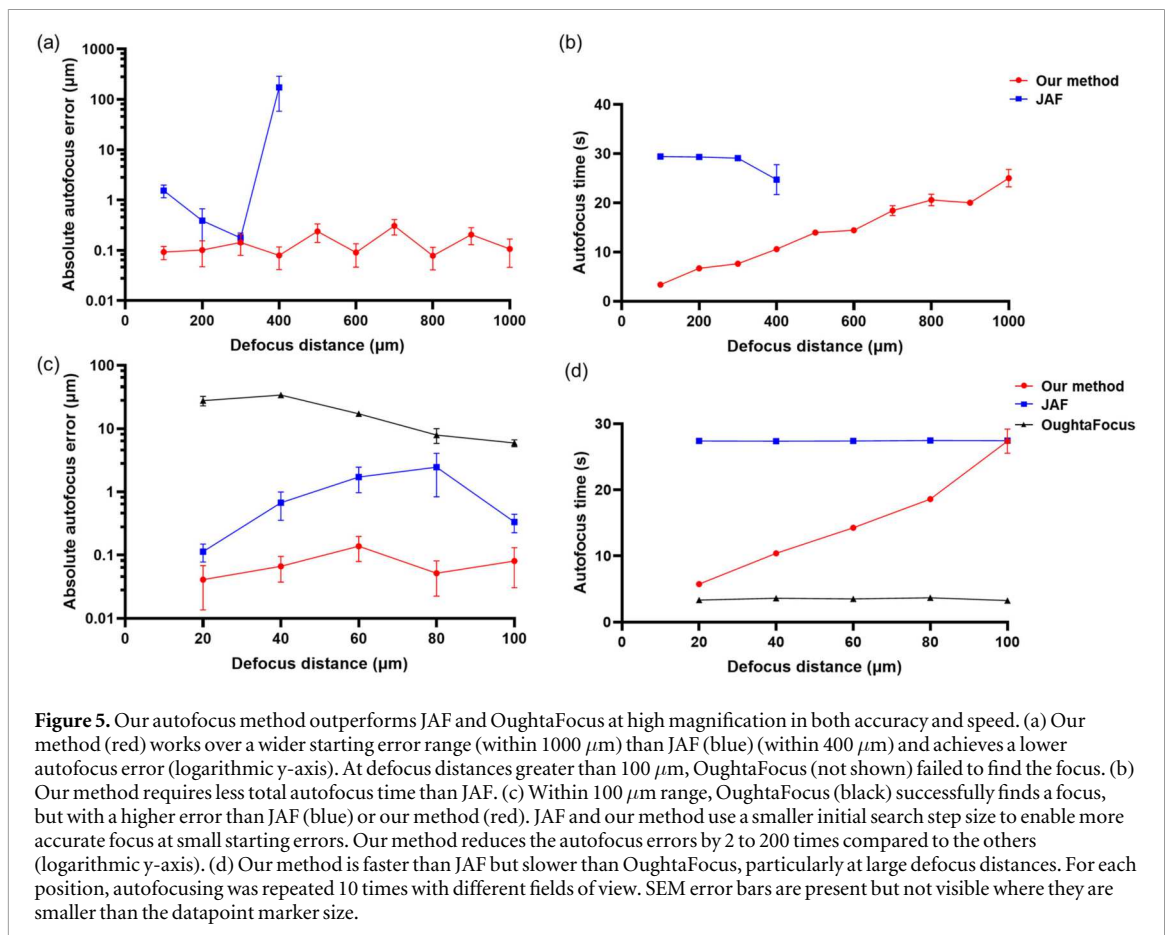 (a)
1000
100
10
1
0.1
0.01
Absolute autofocus error (µm)
0
200
400
600
800
1000
Defocus distance (µm)
(b)
Our method
JAF
40
30
20
10
0
Autofocus time (s)
0
200
400
600
800
1000
Defocus distance (µm)
(c)
100
10
1
0.1
0.01
Absolute autofocus error (µm)
0
20
40
60
80
100
Defocus distance (µm)
(d)
Our method
JAF
OughtaFocus
30
20
10
0
Autofocus time (s)
0
20
40
60
80
100
Defocus distance (µm)
Figure 5. Our autofocus method outperforms JAF and OughtaFocus at high magnification in both accuracy and speed. (a) Our
method (red) works over a wider starting error range (within 1000 µm) than JAF (blue) (within 400 µm) and achieves a lower
autofocus error (logarithmic y-axis). At defocus distances greater than 100 µm, OughtaFocus (not shown) failed to find the focus. (b)
Our method requires less total autofocus time than JAF. (c) Within 100 µm range, OughtaFocus (black) successfully finds a focus,
but with a higher error than JAF (blue) or our method (red). JAF and our method use a smaller initial search step size to enable more
accurate focus at small starting errors. Our method reduces the autofocus errors by 2 to 200 times compared to the others
(logarithmic y-axis). (d) Our method is faster than JAF but slower than OughtaFocus, particularly at large defocus distances. For each
position, autofocusing was repeated 10 times with different fields of view. SEM error bars are present but not visible where they are
smaller than the datapoint marker size.